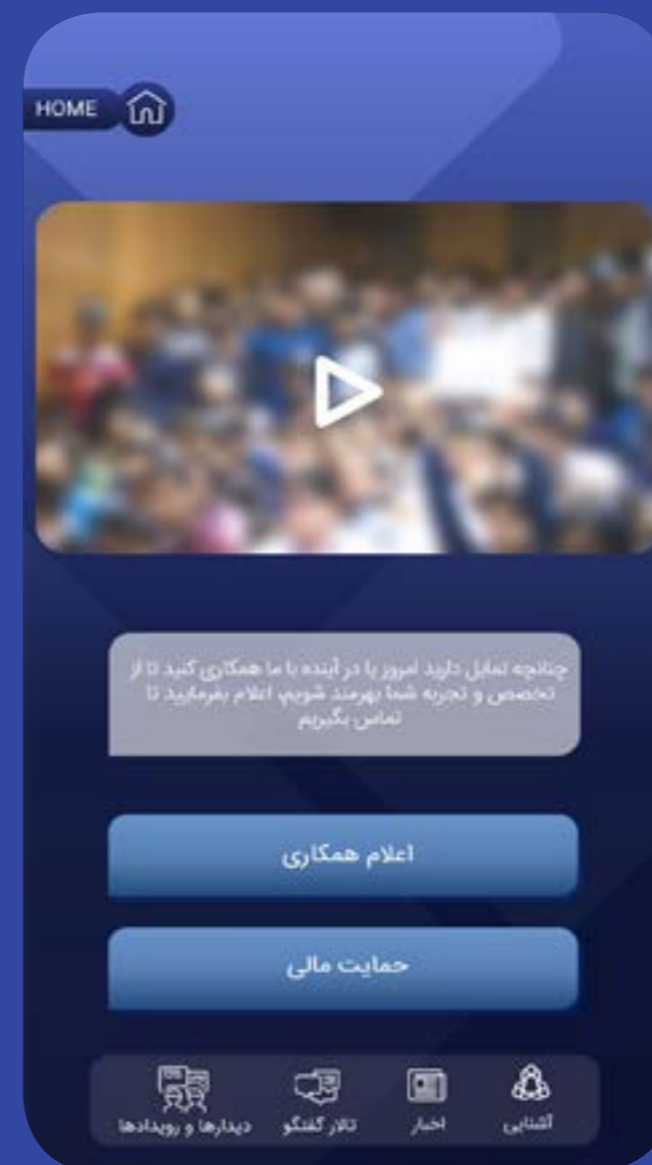 HOME
چنانچه تمایل دارید امروز یا در آینده با ما همکاری کنید تا از
تخصص و تجربه شما بهرمند شویم، اعلام بفرمایید تا
تماس بگیریم
اعلام همکاری
حمایت مالی
آشنایی
اخبار
تالار گفتگو
دیدارها و رویدادها